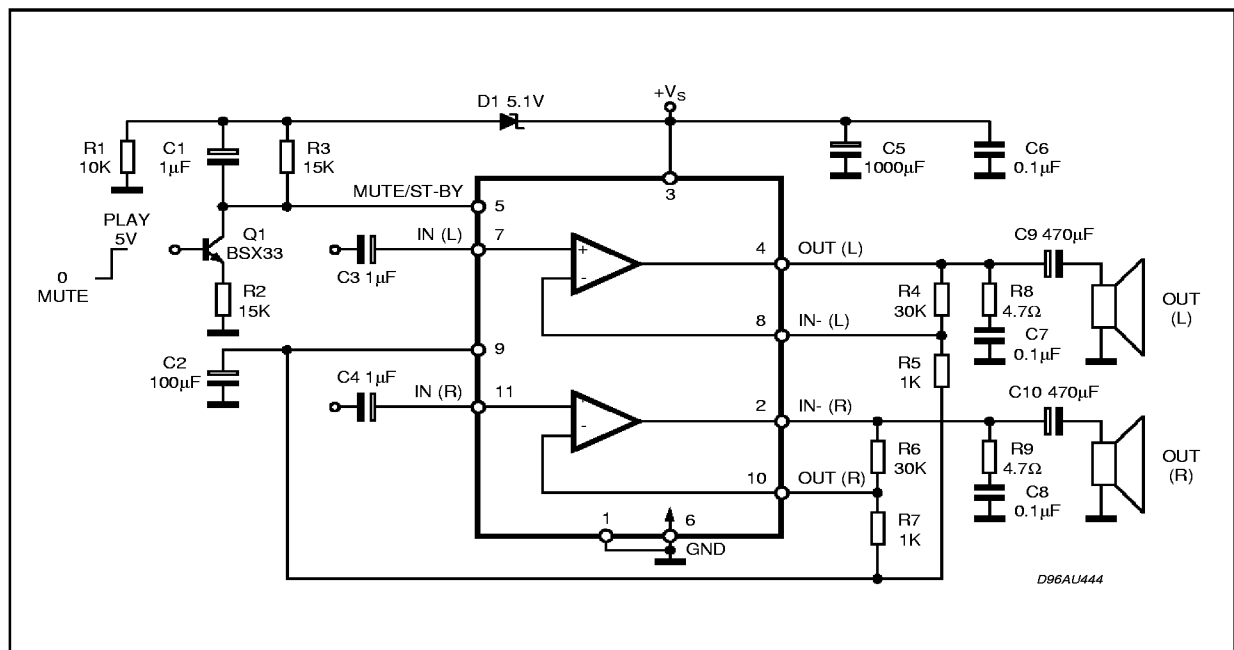 D1 5.1V
+VS
R1
10K
C1
1µF
R3
15K
C5
1000µF
C6
0.1µF
MUTE/ST-BY
3
5
PLAY
5V
0
MUTE
Q1
BSX33
IN (L)
7
C3 1µF
+
-
4
OUT (L)
C9 470µF
R2
15K
R4
30K
R8
4.7Ω
OUT
(L)
8
IN- (L)
C7
0.1µF
9
C2
100µF
R5
1K
C4 1µF
IN (R)
11
+
-
2
IN- (R)
C10 470µF
R6
30K
R9
4.7Ω
OUT
(R)
10
OUT (R)
C8
0.1µF
1
6
GND
R7
1K
D96AU444